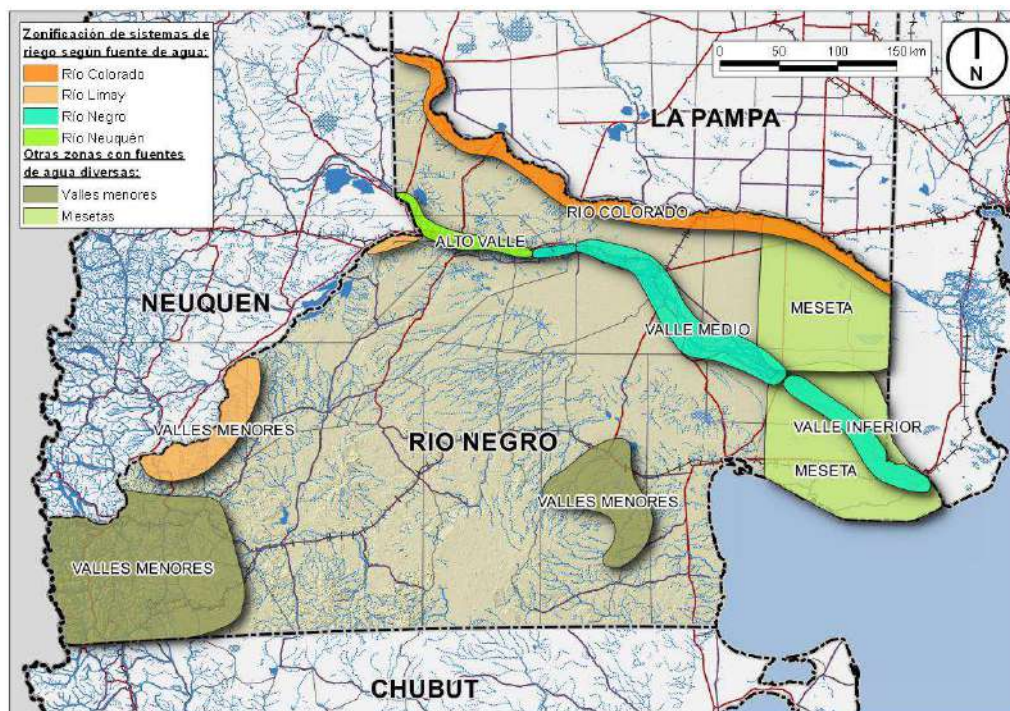 Zonificación de sistemas de
riego según fuente de agua:
Río Colorado
Río Limay
Río Negro
Río Neuquén
Otras zonas con fuentes
de agua diversas:
Valles menores
Mesetas
0 50 100 150 km
N
LA PAMPA
RIO COLORADO
ALTO VALLE
NEUQUEN
MESETA
VALLE MEDIO
VALLES MENORES
RIO NEGRO
VALLE INFERIOR
MESETA
VALLES MENORES
VALLES MENORES
CHUBUT